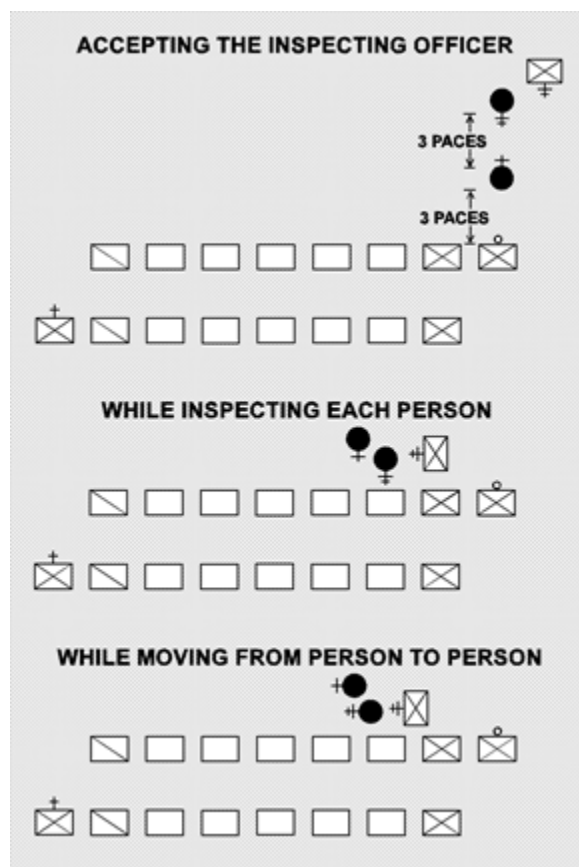 ACCEPTING THE INSPECTING OFFICER
3 PACES
3 PACES
WHILE INSPECTING EACH PERSON
WHILE MOVING FROM PERSON TO PERSON